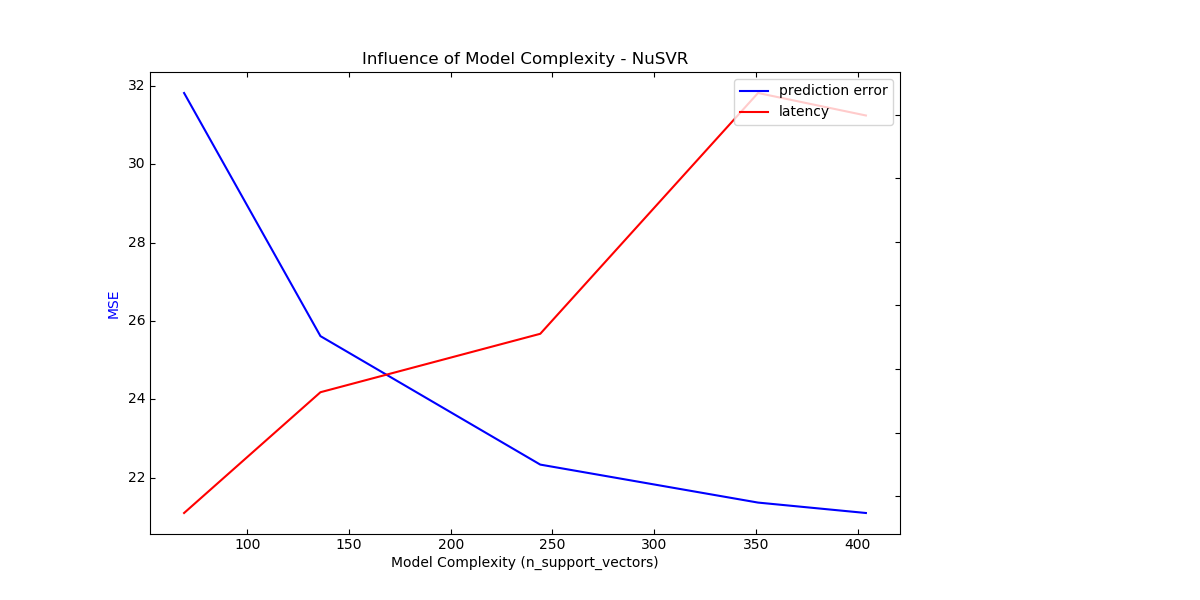 Influence of Model Complexity - NuSVR
prediction error
latency
32
30
28
26
24
22
MSE
100 150 200 250 300 350 400
Model Complexity (n_support_vectors)